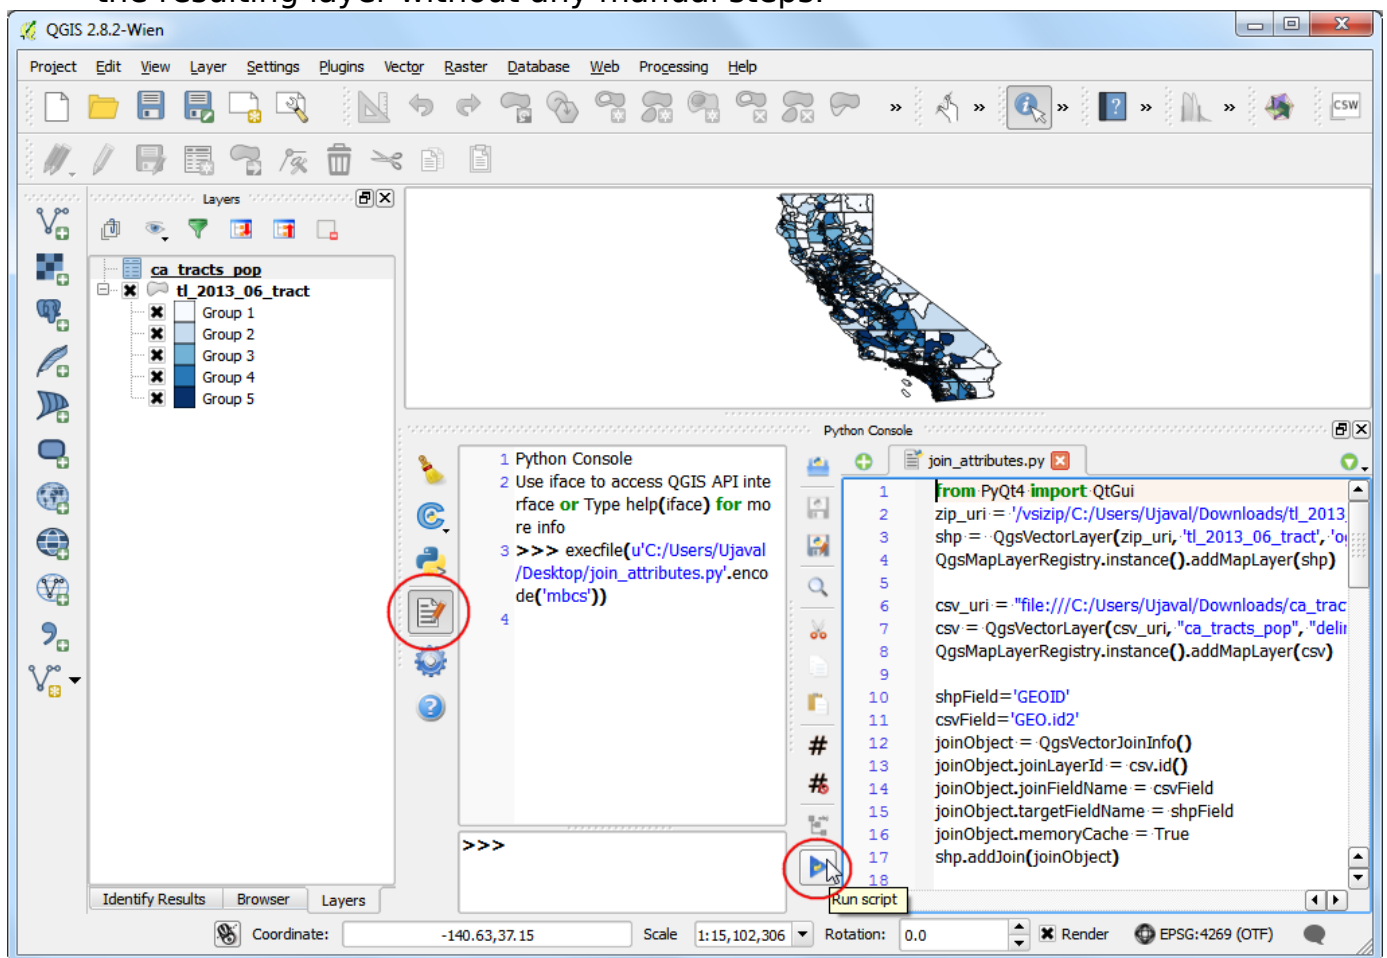 the resulting layer without any manual steps.
QGIS 2.8.2-Wien
Project Edit View Layer Settings Plugins Vector Raster Database Web Processing Help
» » » » » CSW
Layers
ca_tracts_pop
tl_2013_06_tract
Group 1
Group 2
Group 3
Group 4
Group 5
Identify Results Browser Layers
Python Console
1 Python Console
2 Use iface to access QGIS API inte
rface or Type help(iface) for mo
re info
3 >>> execfile(u'C:/Users/Ujaval
/Desktop/join_attributes.py'.enco
de('mbcs'))
4
>>>
join_attributes.py
1 from PyQt4 import QtGui
2 zip_uri = '/vsizip/C:/Users/Ujaval/Downloads/tl_2013_
3 shp = QgsVectorLayer(zip_uri, 'tl_2013_06_tract', 'o
4 QgsMapLayerRegistry.instance().addMapLayer(shp)
5
6 csv_uri = "file:///C:/Users/Ujaval/Downloads/ca_trac
7 csv = QgsVectorLayer(csv_uri, "ca_tracts_pop", "deli
8 QgsMapLayerRegistry.instance().addMapLayer(csv)
9
10 shpField='GEOID'
11 csvField='GEO.id2'
12 joinObject = QgsVectorJoinInfo()
13 joinObject.joinLayerId = csv.id()
14 joinObject.joinFieldName = csvField
15 joinObject.targetFieldName = shpField
16 joinObject.memoryCache = True
17 shp.addJoin(joinObject)
18
Run script
Coordinate: -140.63,37.15 Scale 1:15,102,306 Rotation: 0.0 Render EPSG:4269 (OTF)